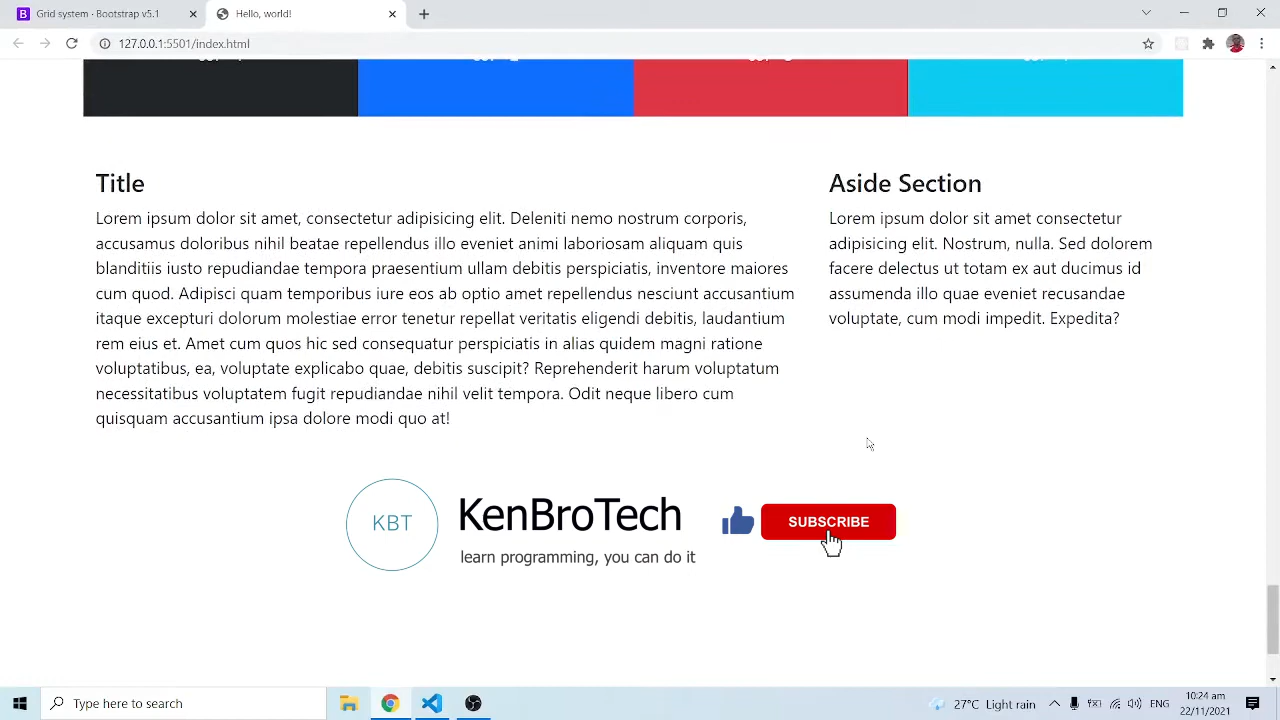 Grid system - Bootstrap v5.1
Hello, world!
127.0.0.1:5501/index.html
Title
Lorem ipsum dolor sit amet, consectetur adipisicing elit. Deleniti nemo nostrum corporis,
accusamus doloribus nihil beatae repellendus illo eveniet animi laboriosam aliquam quis
blanditiis iusto repudiandae tempora praesentium ullam debitis perspiciatis, inventore maiores
cum quod. Adipisci quam temporibus iure eos ab optio amet repellendus nesciunt accusantium
itaque excepturi dolorum molestiae error tenetur repellat veritatis eligendi debitis, laudantium
rem eius et. Amet cum quos hic sed consequatur perspiciatis in alias quidem magni ratione
voluptatibus, ea, voluptate explicabo quae, debitis suscipit? Reprehenderit harum voluptatum
necessitatibus voluptatem fugit repudiandae nihil velit tempora. Odit neque libero cum
quisquam accusantium ipsa dolore modi quo at!
Aside Section
Lorem ipsum dolor sit amet consectetur
adipisicing elit. Nostrum, nulla. Sed dolorem
facere delectus ut totam ex aut ducimus id
assumenda illo quae eveniet recusandae
voluptate, cum modi impedit. Expedita?
KBT
KenBroTech
learn programming, you can do it
SUBSCRIBE
Type here to search
27°C Light rain
ENG
10:24 am
22/11/2021